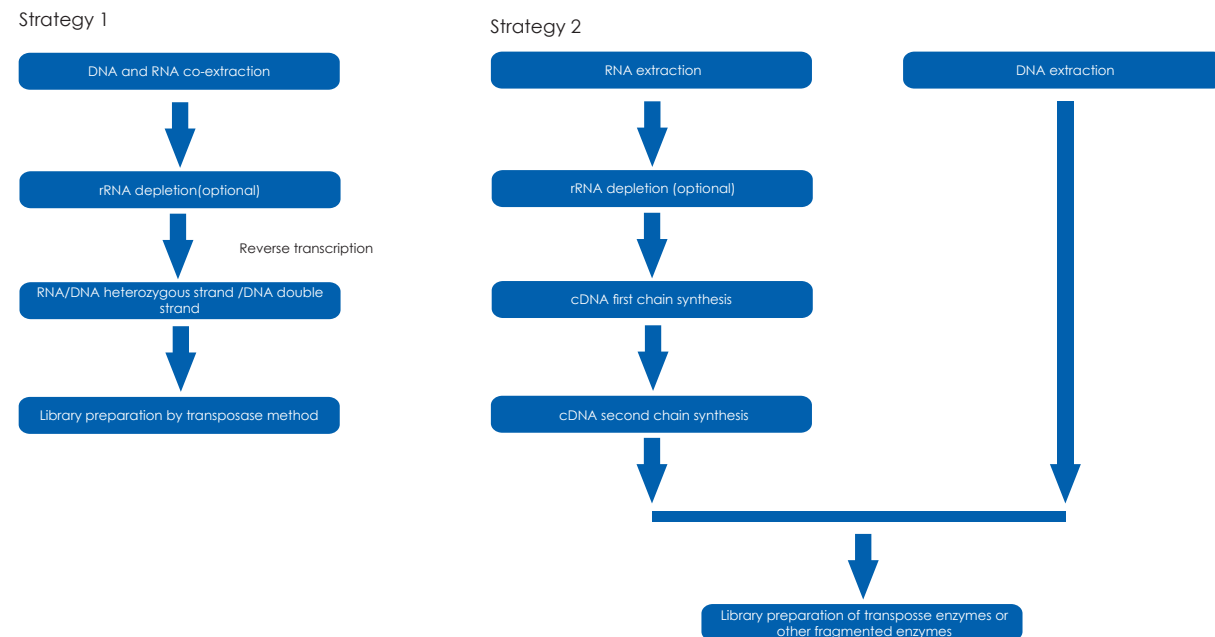 Strategy 1
DNA and RNA co-extraction
rRNA depletion(optional)
Reverse transcription
RNA/DNA heterozygous strand /DNA double
strand
Library preparation by transposase method
Strategy 2
RNA extraction
DNA extraction
rRNA depletion (optional)
cDNA first chain synthesis
cDNA second chain synthesis
Library preparation of transposse enzymes or
other fragmented enzymes